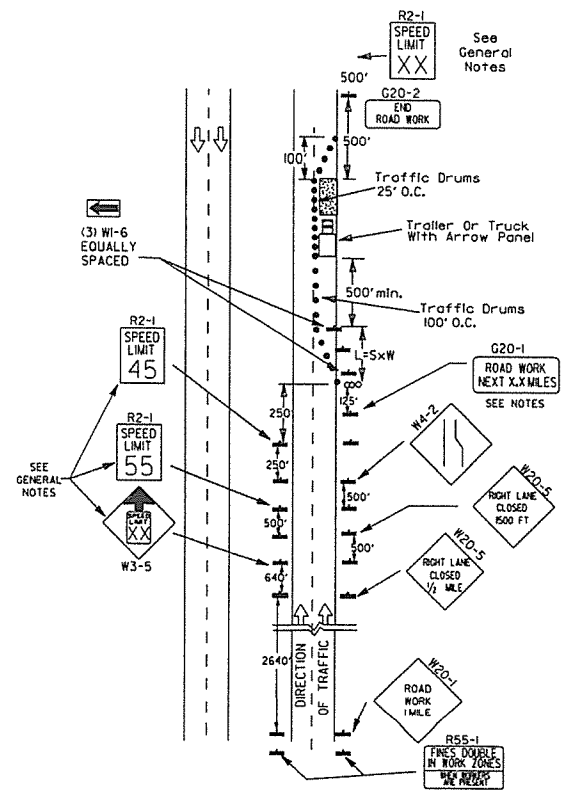 R2-1
SPEED
LIMIT
XX
See
General
Notes
500'
G20-2
END
ROAD WORK
500'
100'
Traffic Drums
25' O.C.
Trailer Or Truck
With Arrow Panel
(3) W1-6
EQUALLY
SPACED
500' min.
Traffic Drums
100' O.C.
R2-1
SPEED
LIMIT
45
L=SxW
G20-1
ROAD WORK
NEXT X.X MILES
SEE NOTES
125'
250'
R2-1
SPEED
LIMIT
55
W4-2
250'
SEE
GENERAL
NOTES
500'
W20-5
RIGHT LANE
CLOSED
1500 FT
SPEED
LIMIT
XX
W3-5
500'
500'
W20-5
RIGHT LANE
CLOSED
1/2 MILE
640'
2640'
DIRECTION
OF TRAFFIC
W20-1
ROAD
WORK
1 MILE
R55-1
FINES DOUBLE
IN WORK ZONES
WHEN WORKERS
ARE PRESENT